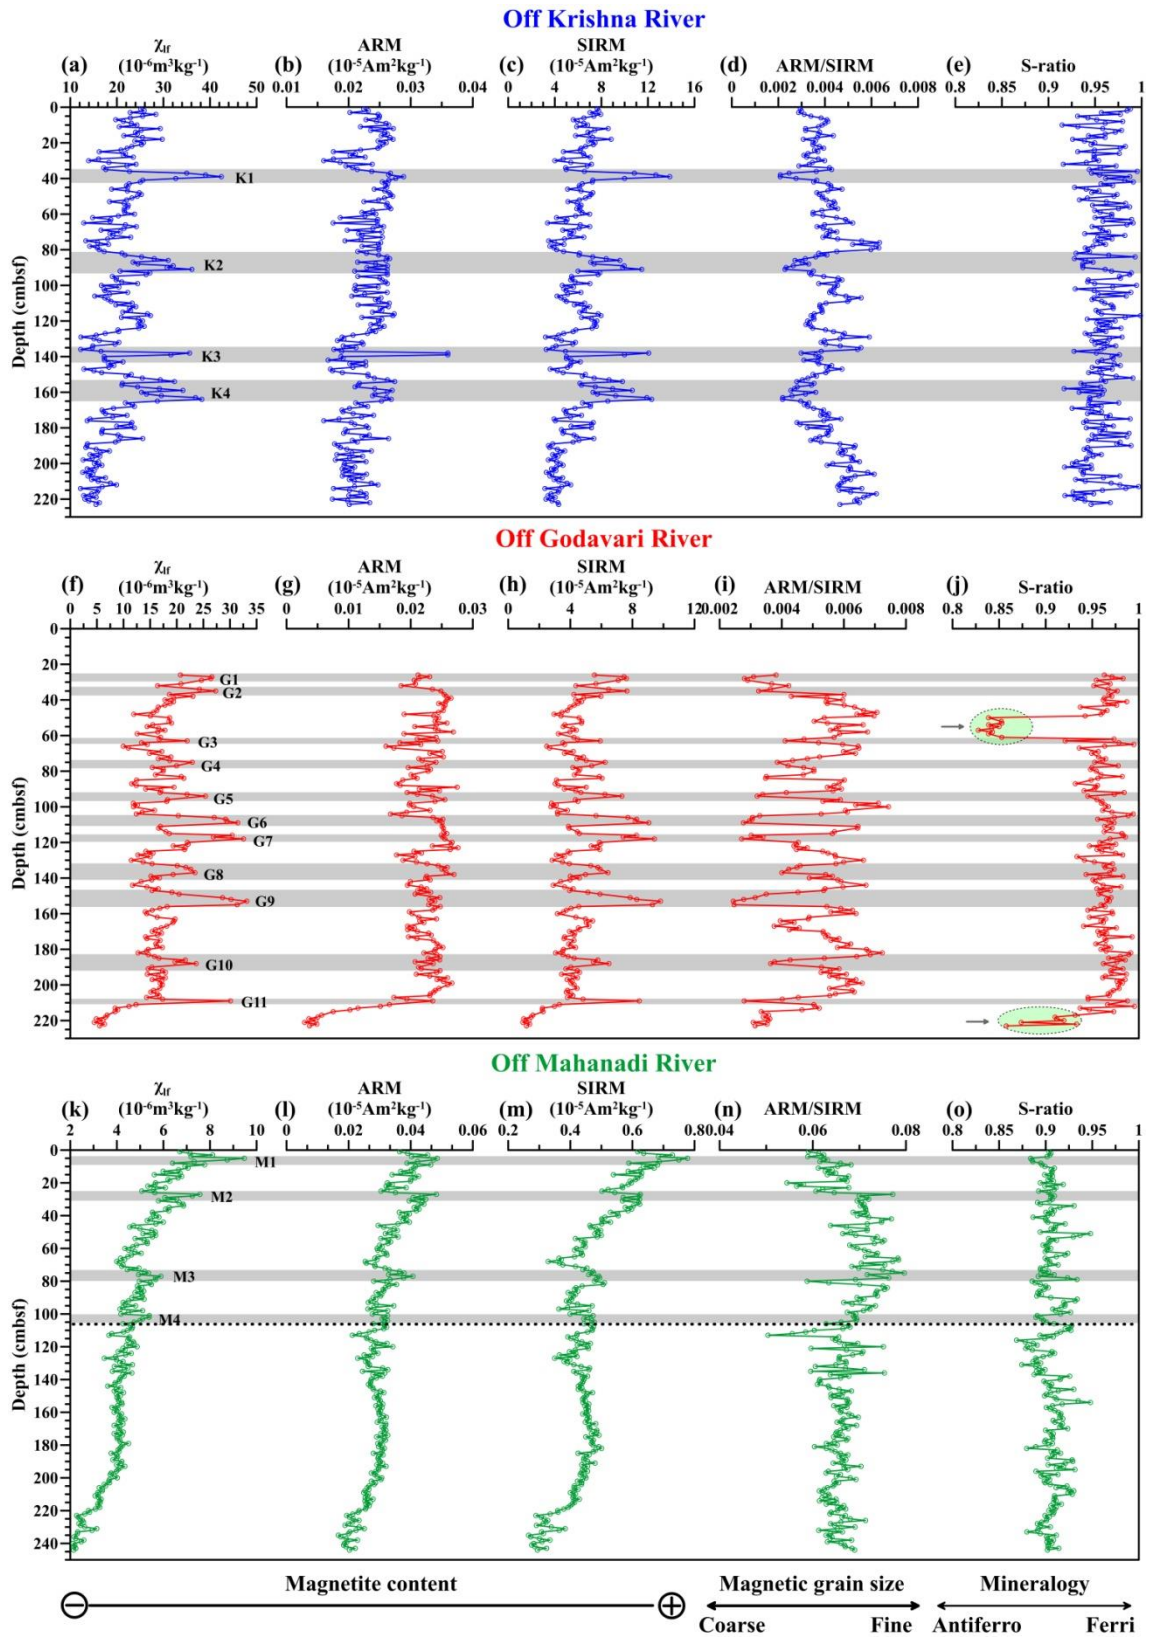 Off Krishna River
χlf ARM SIRM
(a) (10⁻⁶m³kg⁻¹) (b) (10⁻⁵Am²kg⁻¹) (c) (10⁻⁵Am²kg⁻¹) (d) ARM/SIRM (e) S-ratio
10 20 30 40 50 0.01 0.02 0.03 0.04 0 4 8 12 16 0 0.002 0.004 0.006 0.008 0.8 0.85 0.9 0.95 1
0
20
40 K1
60
80
K2
100
120
140 K3
160 K4
180
200
220
Depth (cmbsf)
Off Godavari River
χlf ARM SIRM
(f) (10⁻⁶m³kg⁻¹) (g) (10⁻⁵Am²kg⁻¹) (h) (10⁻⁵Am²kg⁻¹) (i) ARM/SIRM (j) S-ratio
0 5 10 15 20 25 30 35 0 0.01 0.02 0.03 0 4 8 12 0.002 0.004 0.006 0.008 0.8 0.85 0.9 0.95 1
0
20
G1
G2
40
60
G3
G4
80
G5
100
G6
G7
120
G8
140
G9
160
180
G10
200
G11
220
Depth (cmbsf)
Off Mahanadi River
χlf ARM SIRM
(k) (10⁻⁶m³kg⁻¹) (l) (10⁻⁵Am²kg⁻¹) (m) (10⁻⁵Am²kg⁻¹) (n) ARM/SIRM (o) S-ratio
2 4 6 8 10 0 0.02 0.04 0.06 0.2 0.4 0.6 0.8 0.04 0.06 0.08 0.8 0.85 0.9 0.95 1
0
M1
20
M2
40
60
M3
80
100
M4
120
140
160
180
200
220
240
Depth (cmbsf)
Magnetite content Magnetic grain size Mineralogy
− + Coarse Fine Antiferro Ferri